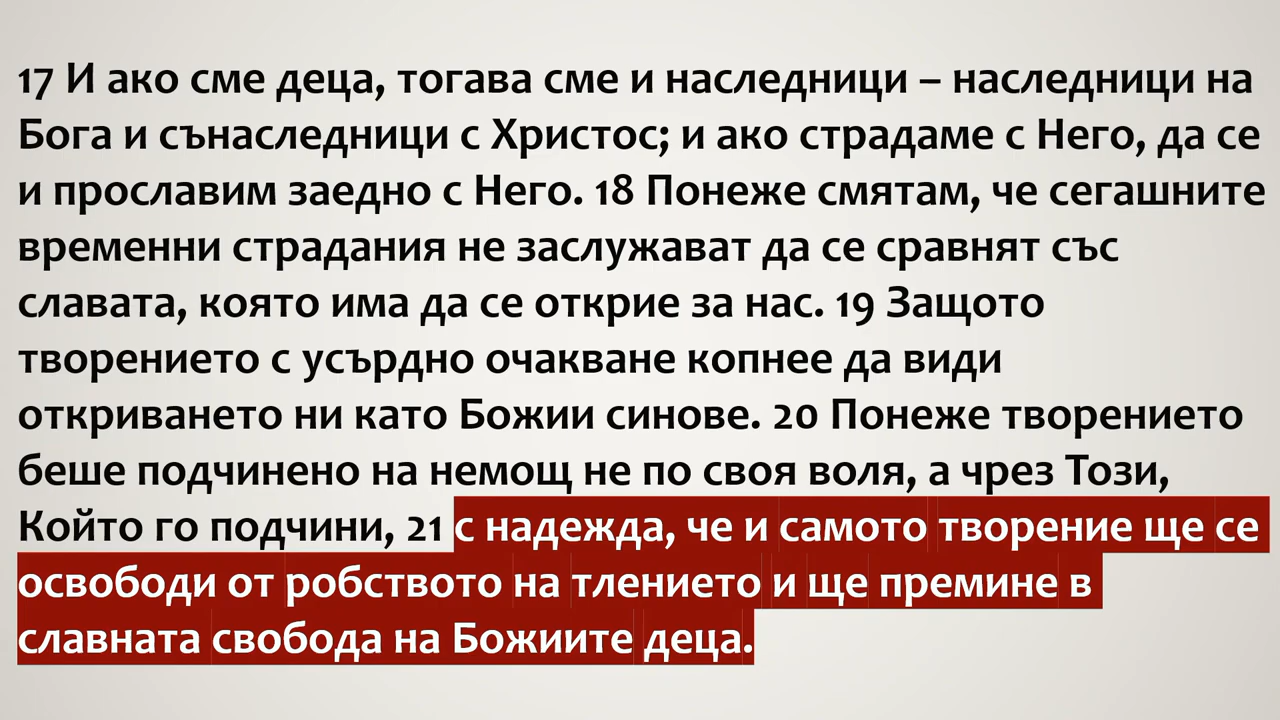 17 И ако сме деца, тогава сме и наследници – наследници на
Бога и сънаследници с Христос; и ако страдаме с Него, да се
и прославим заедно с Него. 18 Понеже смятам, че сегашните
временни страдания не заслужават да се сравнят със
славата, която има да се открие за нас. 19 Защото
творението с усърдно очакване копнее да види
откриването ни като Божии синове. 20 Понеже творението
беше подчинено на немощ не по своя воля, а чрез Този,
Който го подчини, 21 с надежда, че и самото творение ще се
освободи от робството на тлението и ще премине в
славната свобода на Божиите деца.